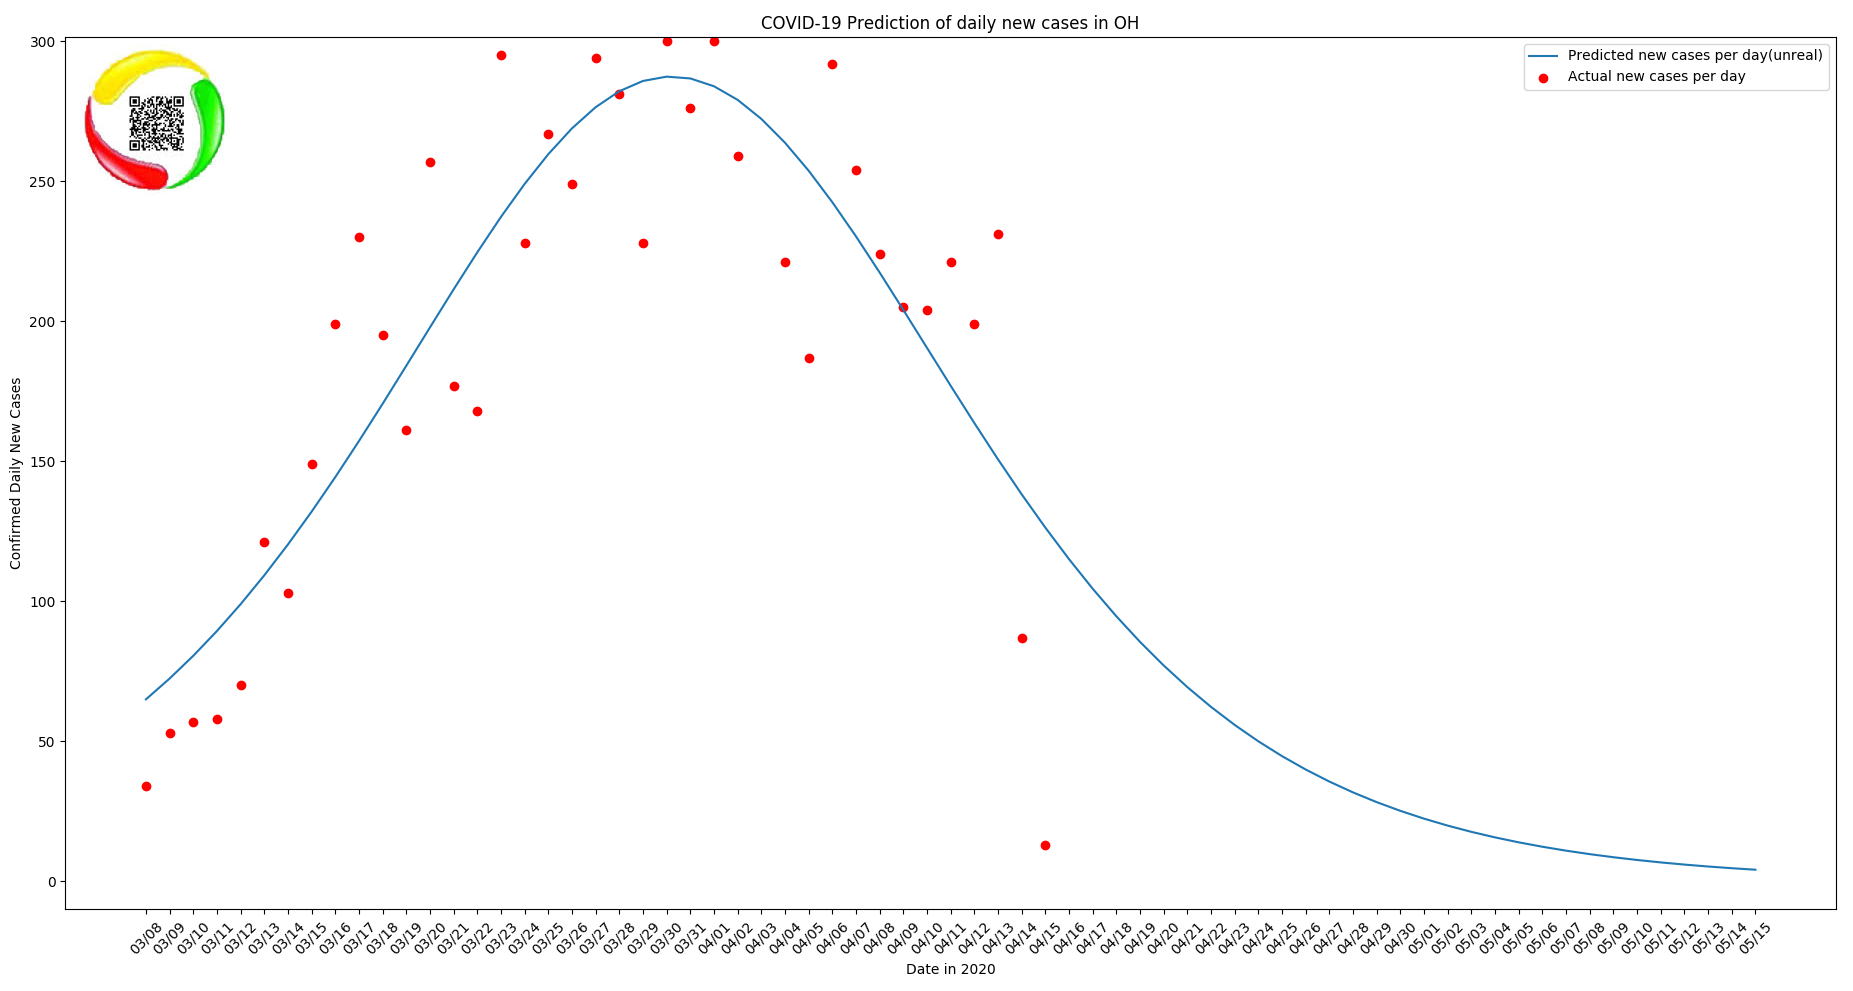 COVID-19 Prediction of daily new cases in OH
Predicted new cases per day(unreal)
Actual new cases per day
Confirmed Daily New Cases
300
250
200
150
100
50
0
03/08 03/09 03/10 03/11 03/12 03/13 03/14 03/15 03/16 03/17 03/18 03/19 03/20 03/21 03/22 03/23 03/24 03/25 03/26 03/27 03/28 03/29 03/30 03/31 04/01 04/02 04/03 04/04 04/05 04/06 04/07 04/08 04/09 04/10 04/11 04/12 04/13 04/14 04/15 04/16 04/17 04/18 04/19 04/20 04/21 04/22 04/23 04/24 04/25 04/26 04/27 04/28 04/29 04/30 05/01 05/02 05/03 05/04 05/05 05/06 05/07 05/08 05/09 05/10 05/11 05/12 05/13 05/14 05/15
Date in 2020